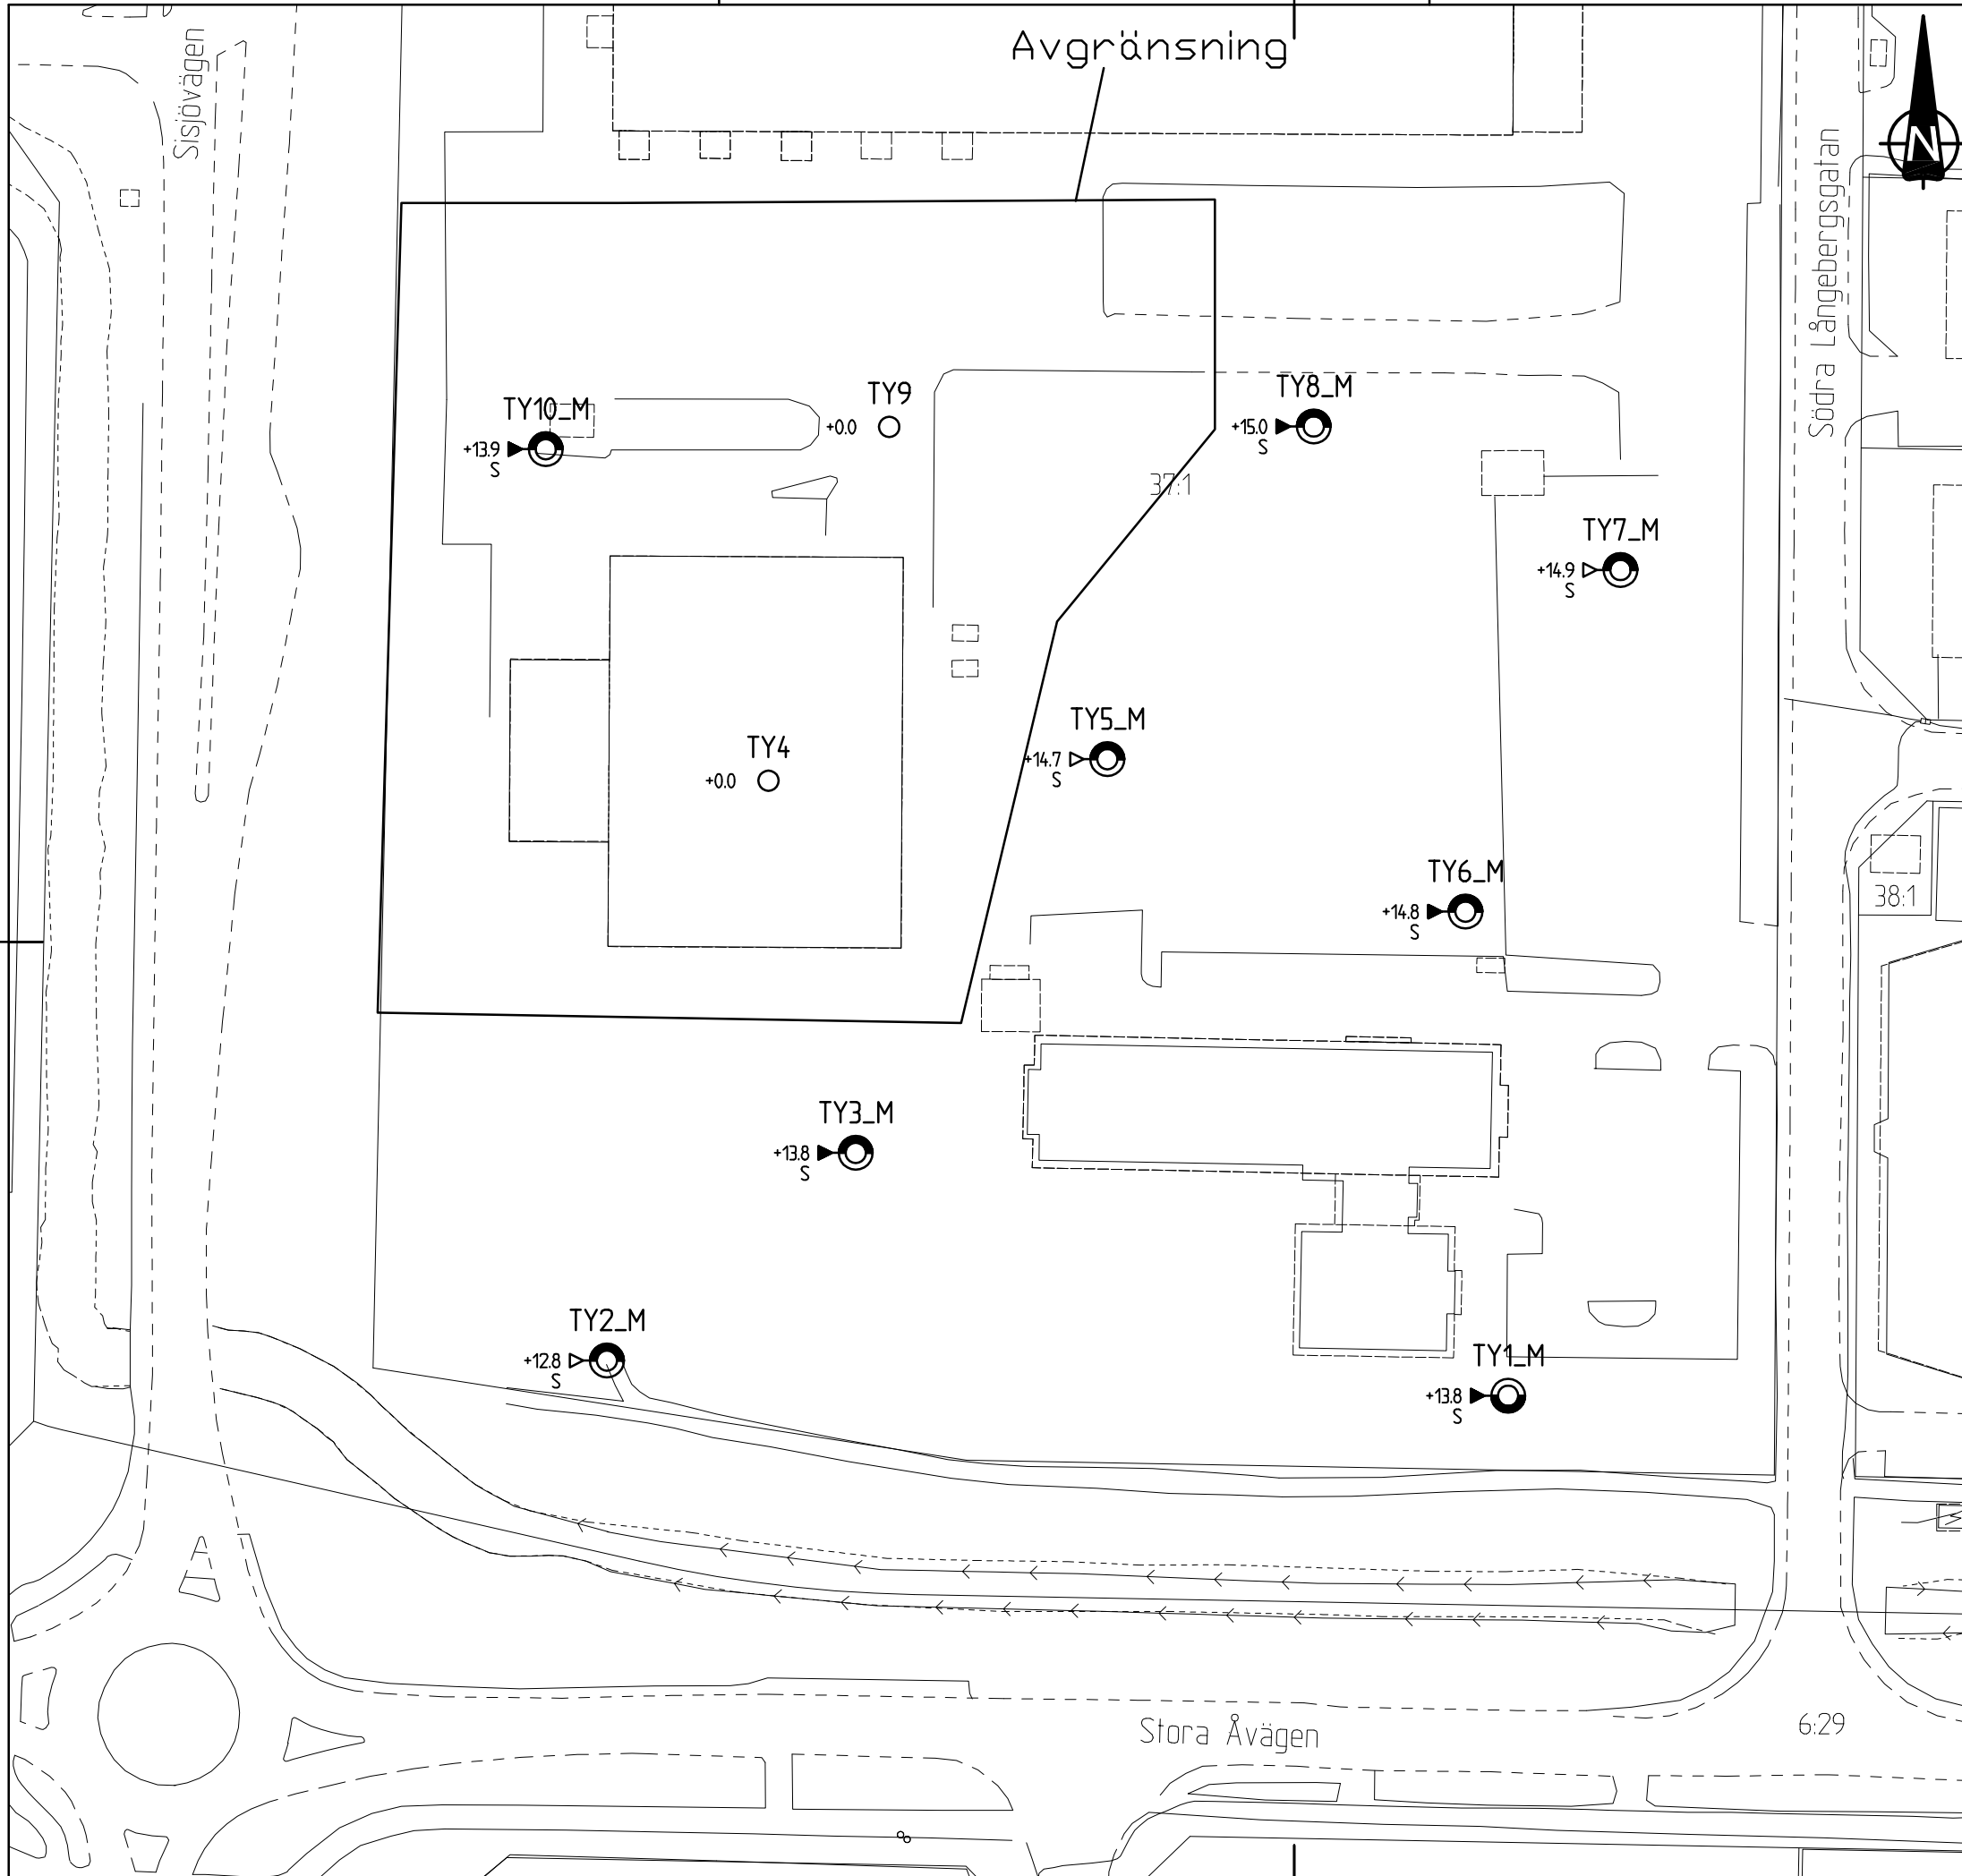 Avgränsning
Sisjövägen
N
Södra Långebergsgatan
TY10_M
+13.9
S
TY9
+0.0
TY8_M
+15.0
S
37:1
TY7_M
+14.9
S
TY5_M
+14.7
S
TY4
+0.0
TY6_M
+14.8
S
38:1
TY3_M
+13.8
S
TY2_M
+12.8
S
TY1_M
+13.8
S
Stora Åvägen
6:29